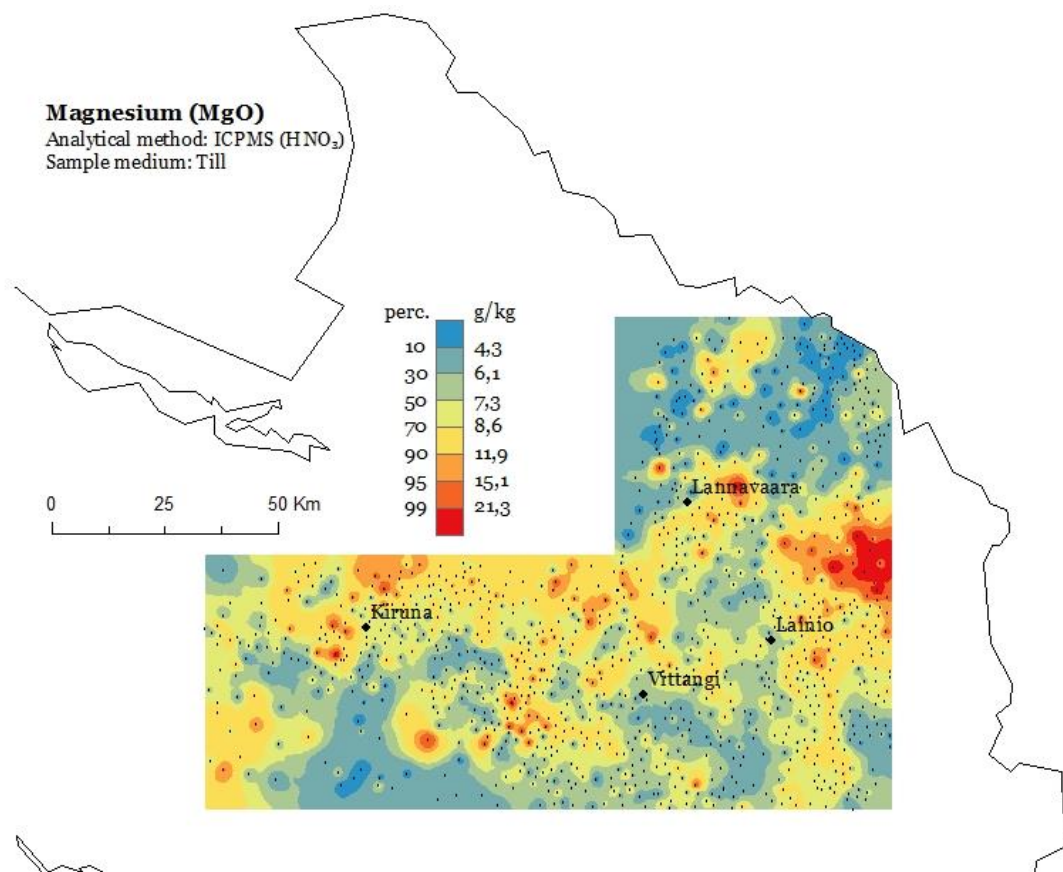 Magnesium (MgO)
Analytical method: ICPMS (HNO₃)
Sample medium: Till
perc. g/kg
10 4,3
30 6,1
50 7,3
70 8,6
90 11,9
95 15,1
99 21,3
0 25 50 Km
Lannavaara
Kiruna
Lainio
Vittangi